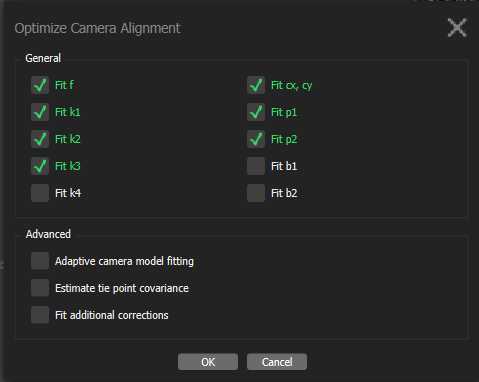 Optimize Camera Alignment
General
Fit f
Fit cx, cy
Fit k1
Fit p1
Fit k2
Fit p2
Fit k3
Fit b1
Fit k4
Fit b2
Advanced
Adaptive camera model fitting
Estimate tie point covariance
Fit additional corrections
OK
Cancel